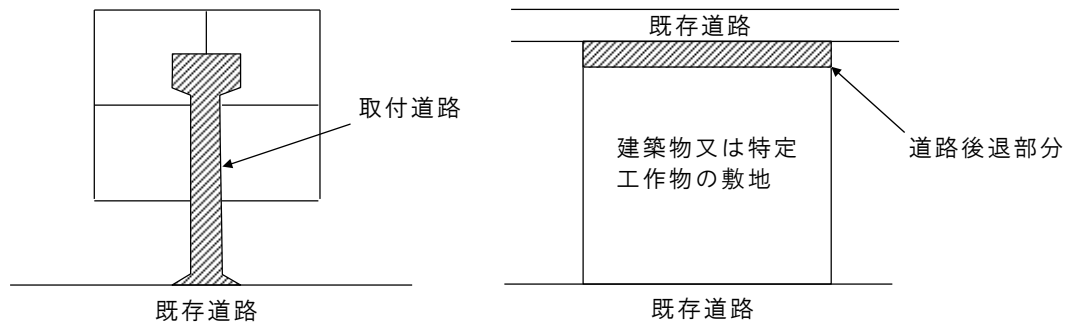 取付道路
既存道路
既存道路
建築物又は特定
工作物の敷地
道路後退部分
既存道路